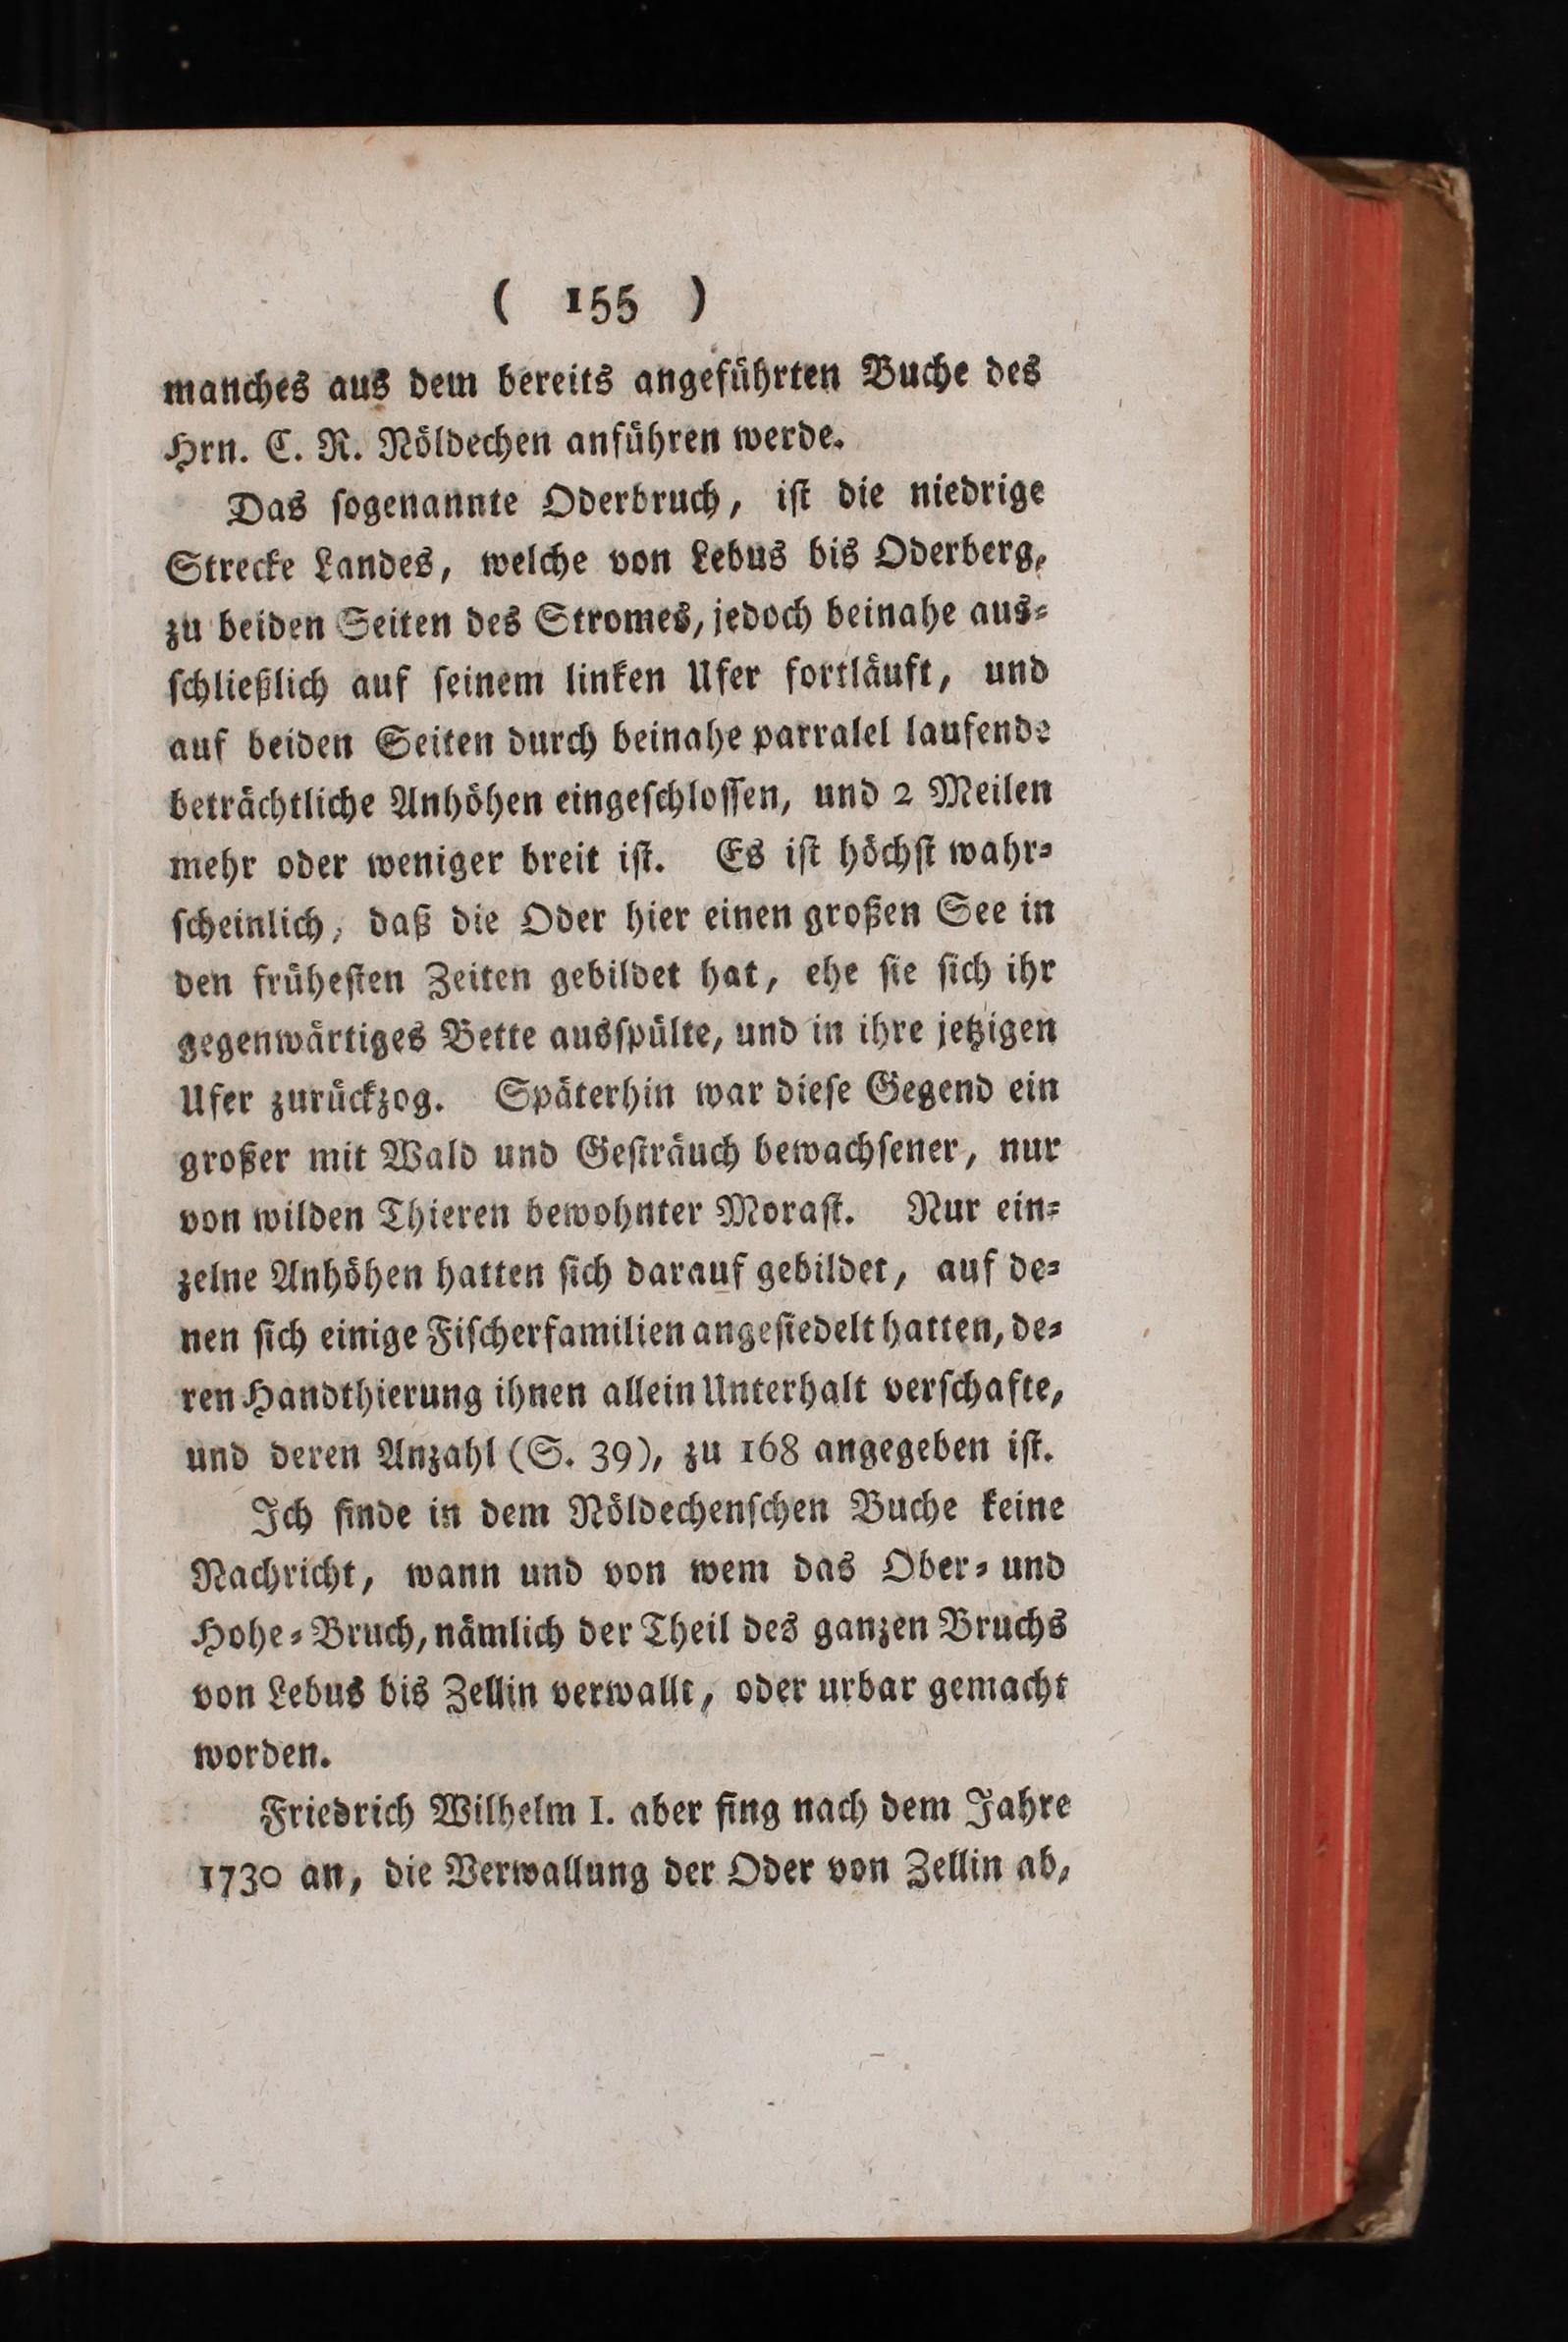 ( 155 )
manches aus dem bereits angeführten Buche des
Hrn. C. R. Nöldechen anführen werde.
Das ſogenannte Oderbruch, iſt die niedrige
Strecke Landes, welche von Lebus bis Oderberg,
zu beiden Seiten des Stromes, jedoch beinahe aus⸗
ſchließlich auf ſeinem linken Ufer fortläuft, und
auf beiden Seiten durch beinahe parralel laufende
beträchtliche Anhöhen eingeſchloſſen, und 2 Meilen
mehr oder weniger breit iſt. Es iſt höchſt wahr⸗
ſcheinlich, daß die Oder hier einen großen See in
den früheſten Zeiten gebildet hat, ehe ſie ſich ihr
gegenwärtiges Bette ausſpülte, und in ihre jetzigen
Ufer zurückzog. Späterhin war dieſe Gegend ein
großer mit Wald und Geſträuch bewachſener, nur
von wilden Thieren bewohnter Moraſt. Nur ein⸗
zelne Anhöhen hatten ſich darauf gebildet, auf de⸗
nen ſich einige Fiſcherfamilien angeſiedelt hatten, de⸗
ren Handthierung ihnen allein Unterhalt verſchafte,
und deren Anzahl (S. 39), zu 168 angegeben iſt.
Ich finde in dem Nöldechenſchen Buche keine
Nachricht, wann und von wem das Ober⸗ und
Hohe⸗Bruch, nämlich der Theil des ganzen Bruchs
von Lebus bis Zellin verwallt, oder urbar gemacht
worden.
Friedrich Wilhelm I. aber fing nach dem Jahre
1730 an, die Verwallung der Oder von Zellin ab,